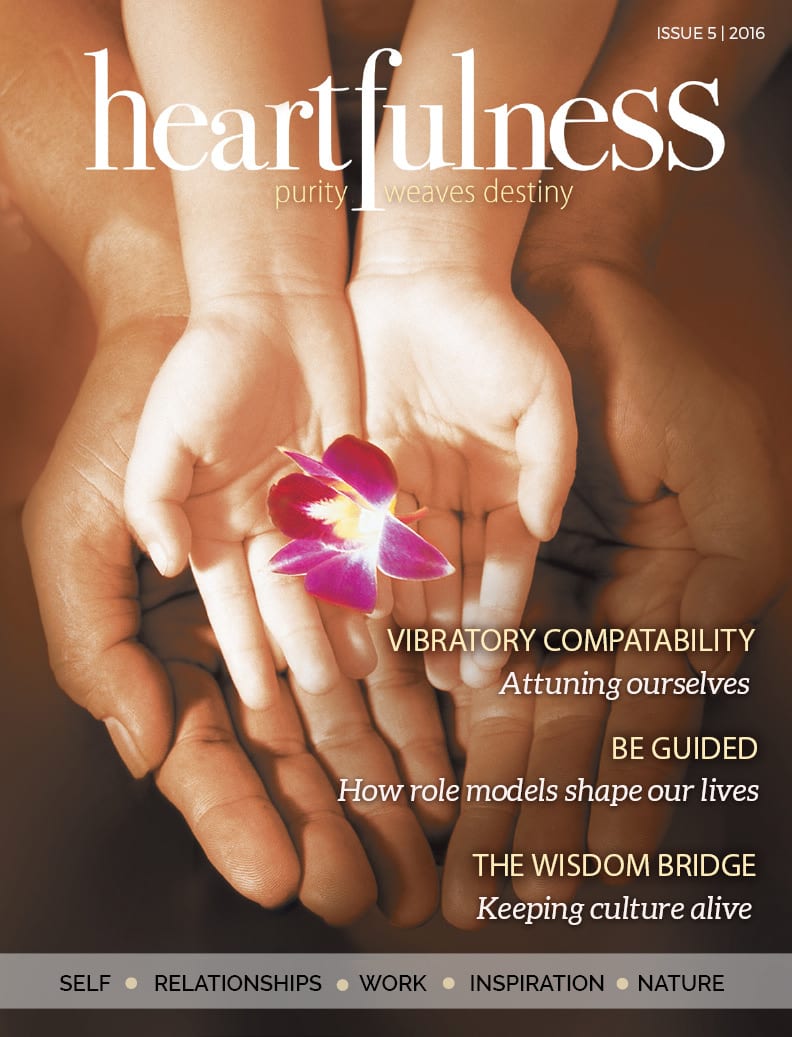 ISSUE 5 | 2016
heartfulness
purity weaves destiny
VIBRATORY COMPATABILITY
Attuning ourselves
BE GUIDED
How role models shape our lives
THE WISDOM BRIDGE
Keeping culture alive
SELF • RELATIONSHIPS • WORK • INSPIRATION • NATURE